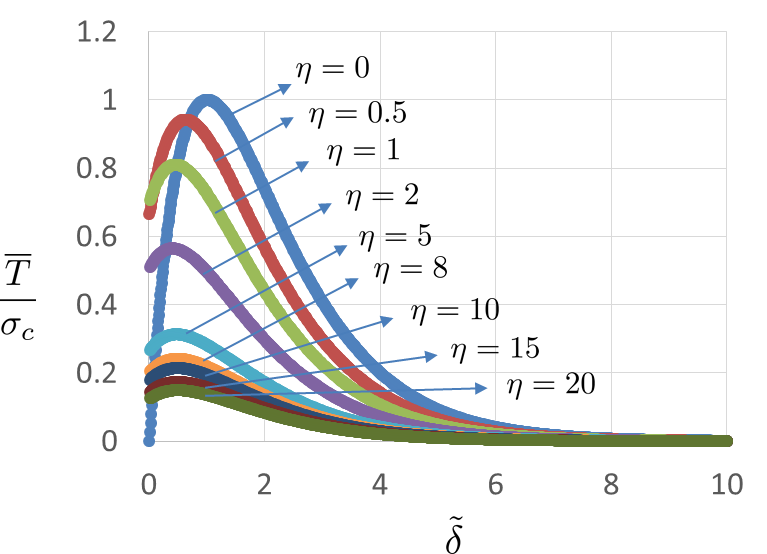 1.2
1
0.8
0.6
0.4
0.2
0
T̅
σ_c
η = 0
η = 0.5
η = 1
η = 2
η = 5
η = 8
η = 10
η = 15
η = 20
0 2 4 6 8 10
δ̃